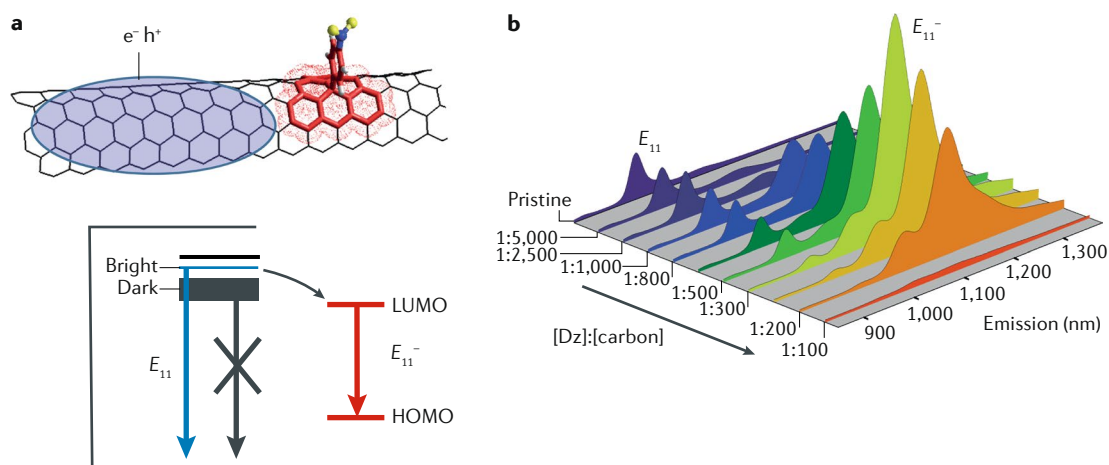 a
e⁻ h⁺
Bright
Dark
E₁₁
LUMO
E₁₁⁻
HOMO
b
E₁₁⁻
E₁₁
Pristine
1:5,000
1:2,500
1:1,000
1:800
1:500
1:300
1:200
1:100
[Dz]:[carbon]
900
1,000
1,100
1,200
1,300
Emission (nm)